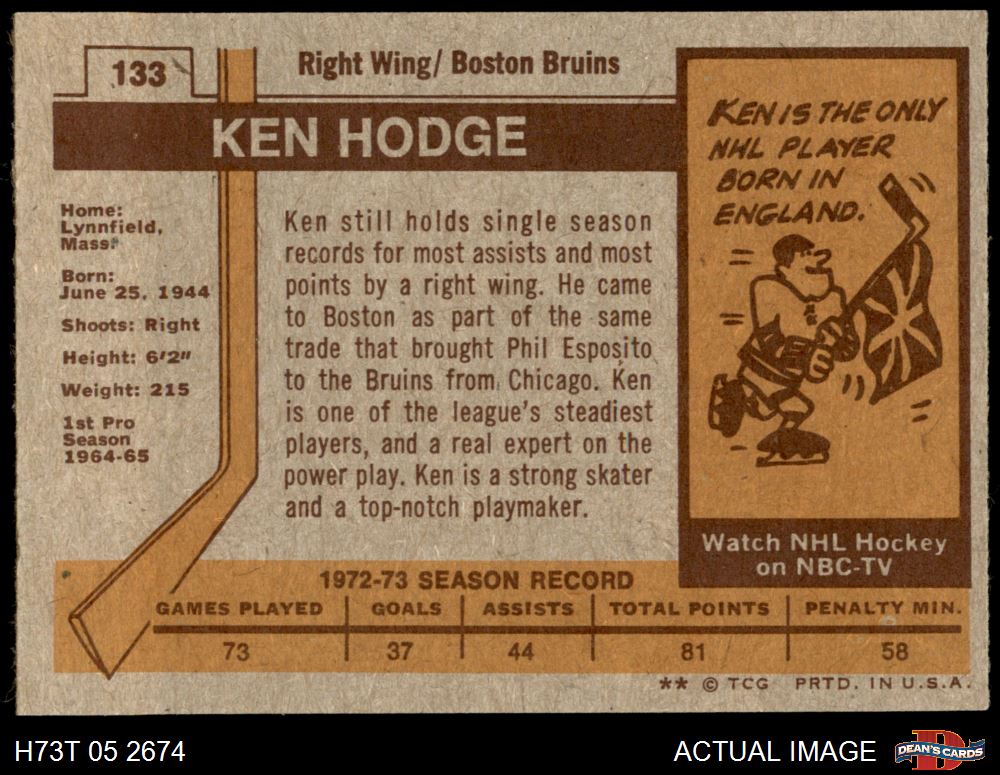 133
Right Wing/ Boston Bruins
KEN HODGE
Home:
Lynnfield,
Mass.
Born:
June 25, 1944
Shoots: Right
Height: 6'2"
Weight: 215
1st Pro
Season
1964-65
Ken still holds single season
records for most assists and most
points by a right wing. He came
to Boston as part of the same
trade that brought Phil Esposito
to the Bruins from Chicago. Ken
is one of the league's steadiest
players, and a real expert on the
power play. Ken is a strong skater
and a top-notch playmaker.
KEN IS THE ONLY
NHL PLAYER
BORN IN
ENGLAND.
Watch NHL Hockey
on NBC-TV
1972-73 SEASON RECORD
GAMES PLAYED GOALS ASSISTS TOTAL POINTS PENALTY MIN.
73 37 44 81 58
** © TCG PRTD. IN U.S.A.
H73T 05 2674 ACTUAL IMAGE DEAN'S CARDS